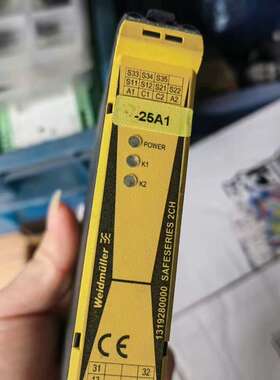 S33 S34 S35
S11 S12 S21 S22
A1 C1 C2 A2
-25A1
POWER
K1
K2
Weidmüller
1319280000 SAFESERIES 2CH
CE
31 32
13